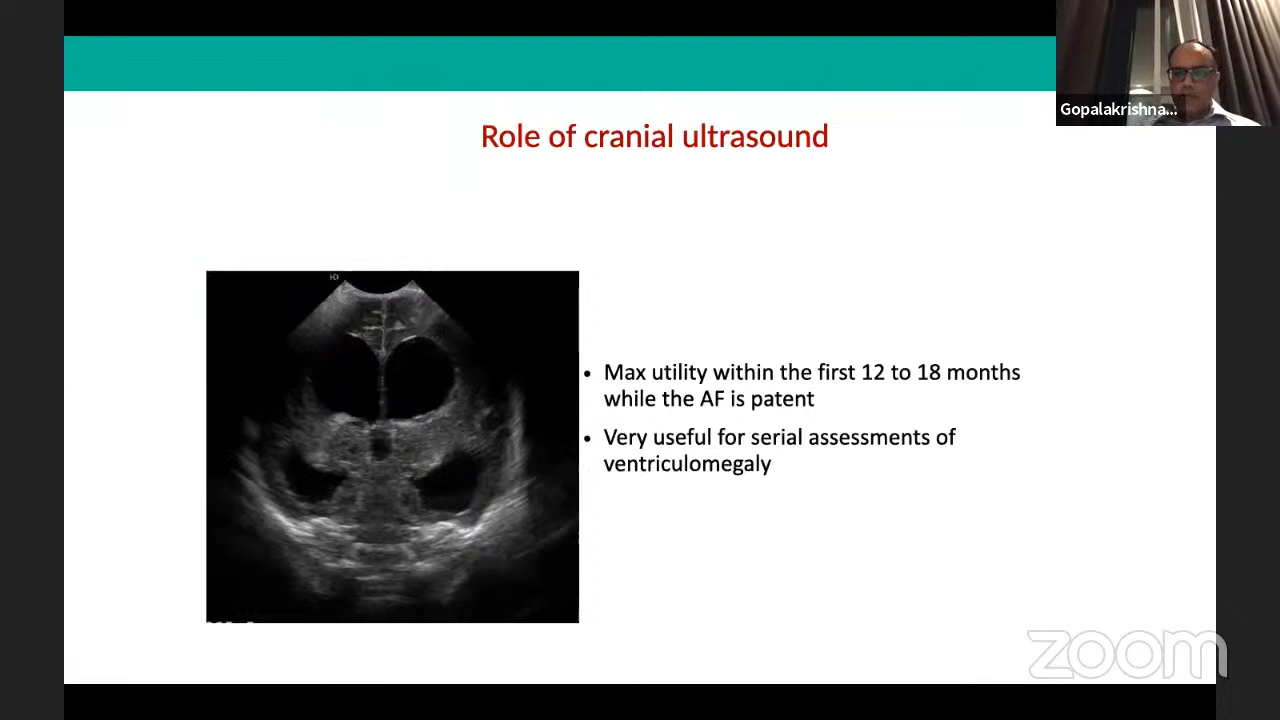 Gopalakrishna...
Role of cranial ultrasound
• Max utility within the first 12 to 18 months
while the AF is patent
• Very useful for serial assessments of
ventriculomegaly
zoom